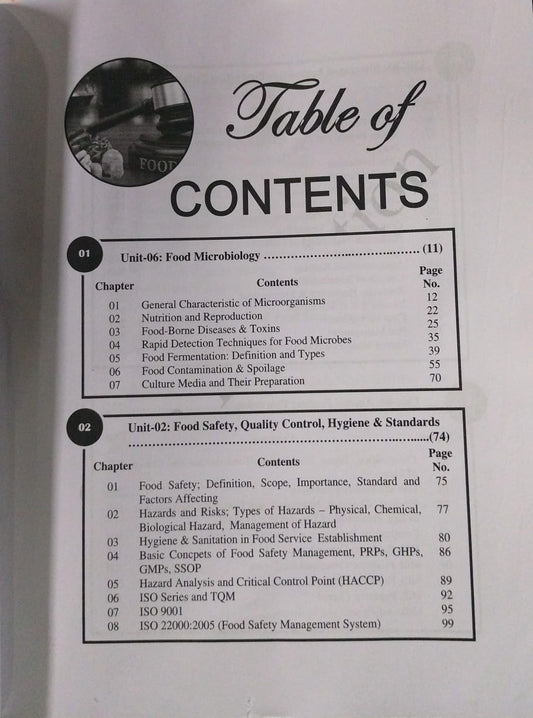 FOOD
Table of
CONTENTS
01
Unit-06: Food Microbiology ........................................ (11)
Chapter Contents Page No.
01 General Characteristic of Microorganisms 12
02 Nutrition and Reproduction 22
03 Food-Borne Diseases & Toxins 25
04 Rapid Detection Techniques for Food Microbes 35
05 Food Fermentation: Definition and Types 39
06 Food Contamination & Spoilage 55
07 Culture Media and Their Preparation 70
02
Unit-02: Food Safety, Quality Control, Hygiene & Standards
........................................................................(74)
Chapter Contents Page No.
01 Food Safety; Definition, Scope, Importance, Standard and 75
Factors Affecting
02 Hazards and Risks; Types of Hazards – Physical, Chemical, 77
Biological Hazard, Management of Hazard
03 Hygiene & Sanitation in Food Service Establishment 80
04 Basic Concpets of Food Safety Management, PRPs, GHPs, 86
GMPs, SSOP
05 Hazard Analysis and Critical Control Point (HACCP) 89
06 ISO Series and TQM 92
07 ISO 9001 95
08 ISO 22000:2005 (Food Safety Management System) 99